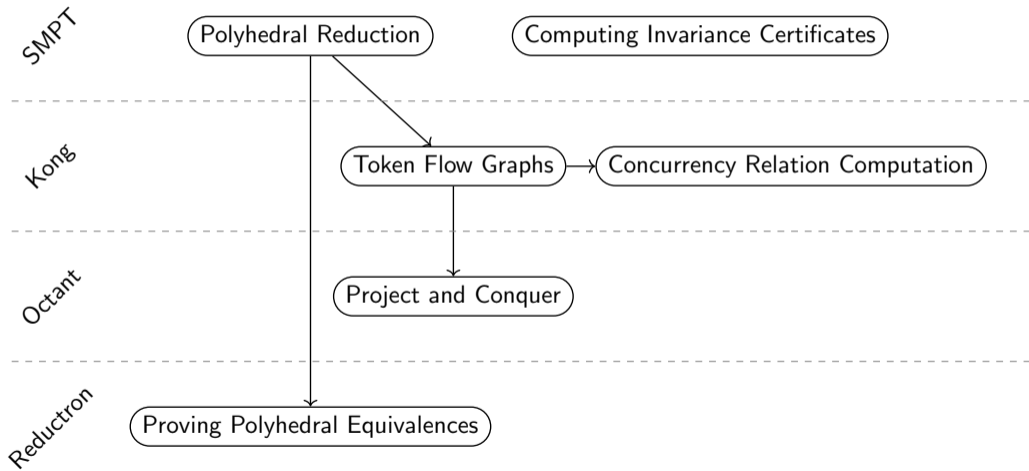 SMPT
Polyhedral Reduction
Computing Invariance Certificates
Kong
Token Flow Graphs
Concurrency Relation Computation
Octant
Project and Conquer
Reductron
Proving Polyhedral Equivalences